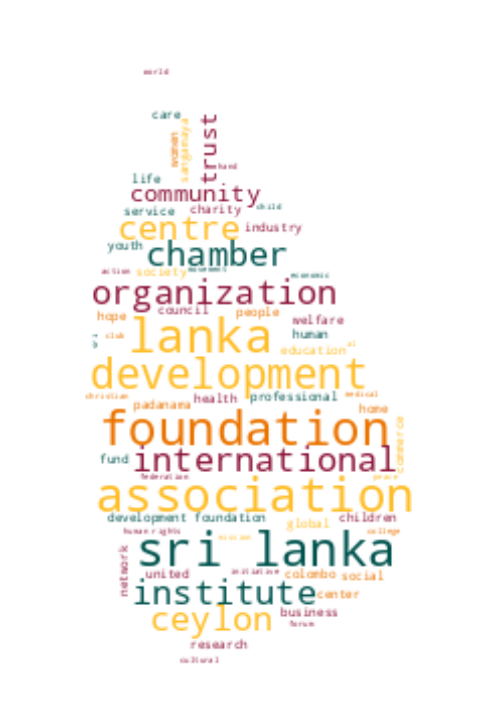 world
care
trust
women
sangamaya
life
community
service charity child
centre industry
youth chamber
action society movement economic
organization
council people
hope welfare
lanka human
club education
development
christian health professional medical
padanama home
foundation commerce
fund international
federation peace
association
development foundation global children
human rights mission college
sri lanka
network united initiative colombo social
institute center
ceylon business
forum
research
cultural